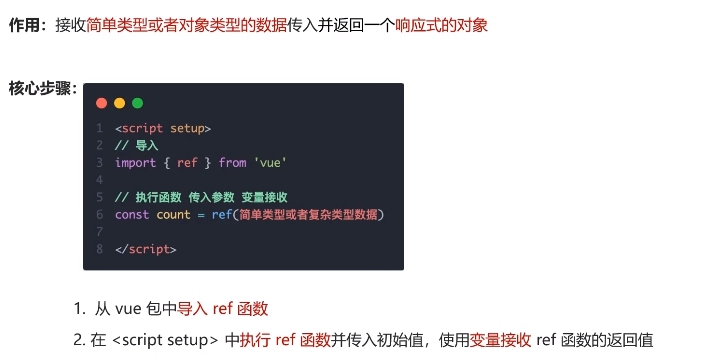 作用：接收简单类型或者对象类型的数据传入并返回一个响应式的对象
核心步骤：
1 <script setup>
2 // 导入
3 import { ref } from 'vue'
4
5 // 执行函数 传入参数 变量接收
6 const count = ref(简单类型或者复杂类型数据)
7
8 </script>
1. 从 vue 包中导入 ref 函数
2. 在 <script setup> 中执行 ref 函数并传入初始值，使用变量接收 ref 函数的返回值